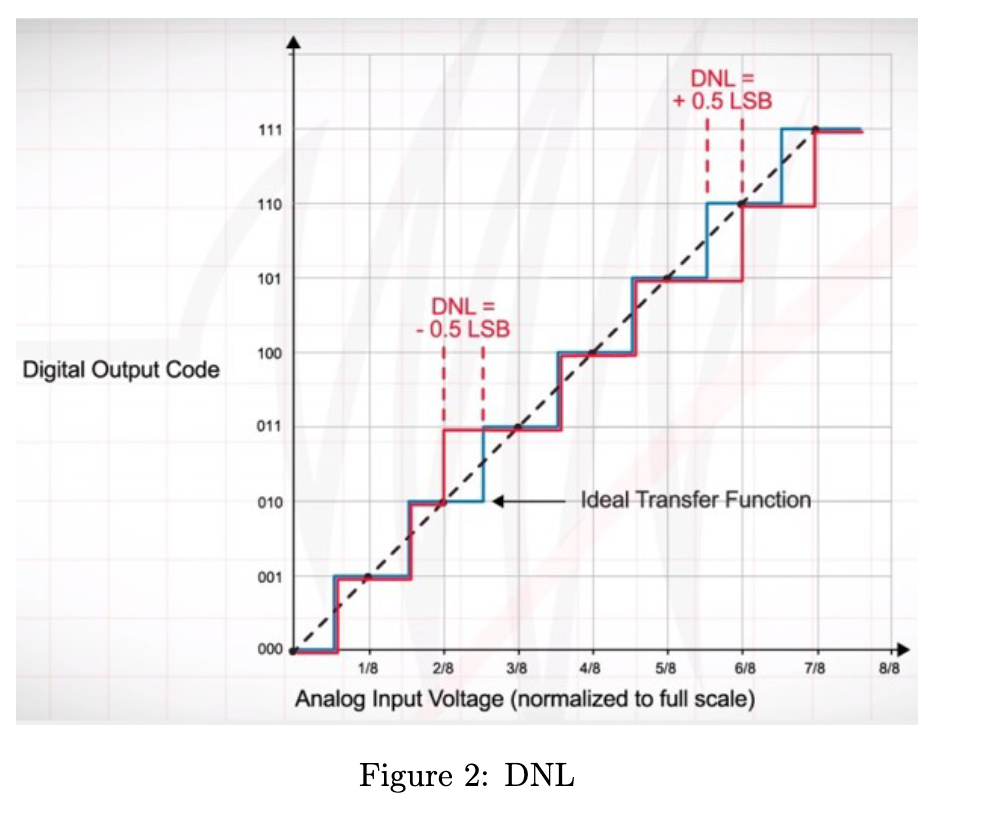 DNL =
+ 0.5 LSB
111
110
101
DNL =
- 0.5 LSB
100
Digital Output Code
011
010
Ideal Transfer Function
001
000
1/8 2/8 3/8 4/8 5/8 6/8 7/8 8/8
Analog Input Voltage (normalized to full scale)
Figure 2: DNL